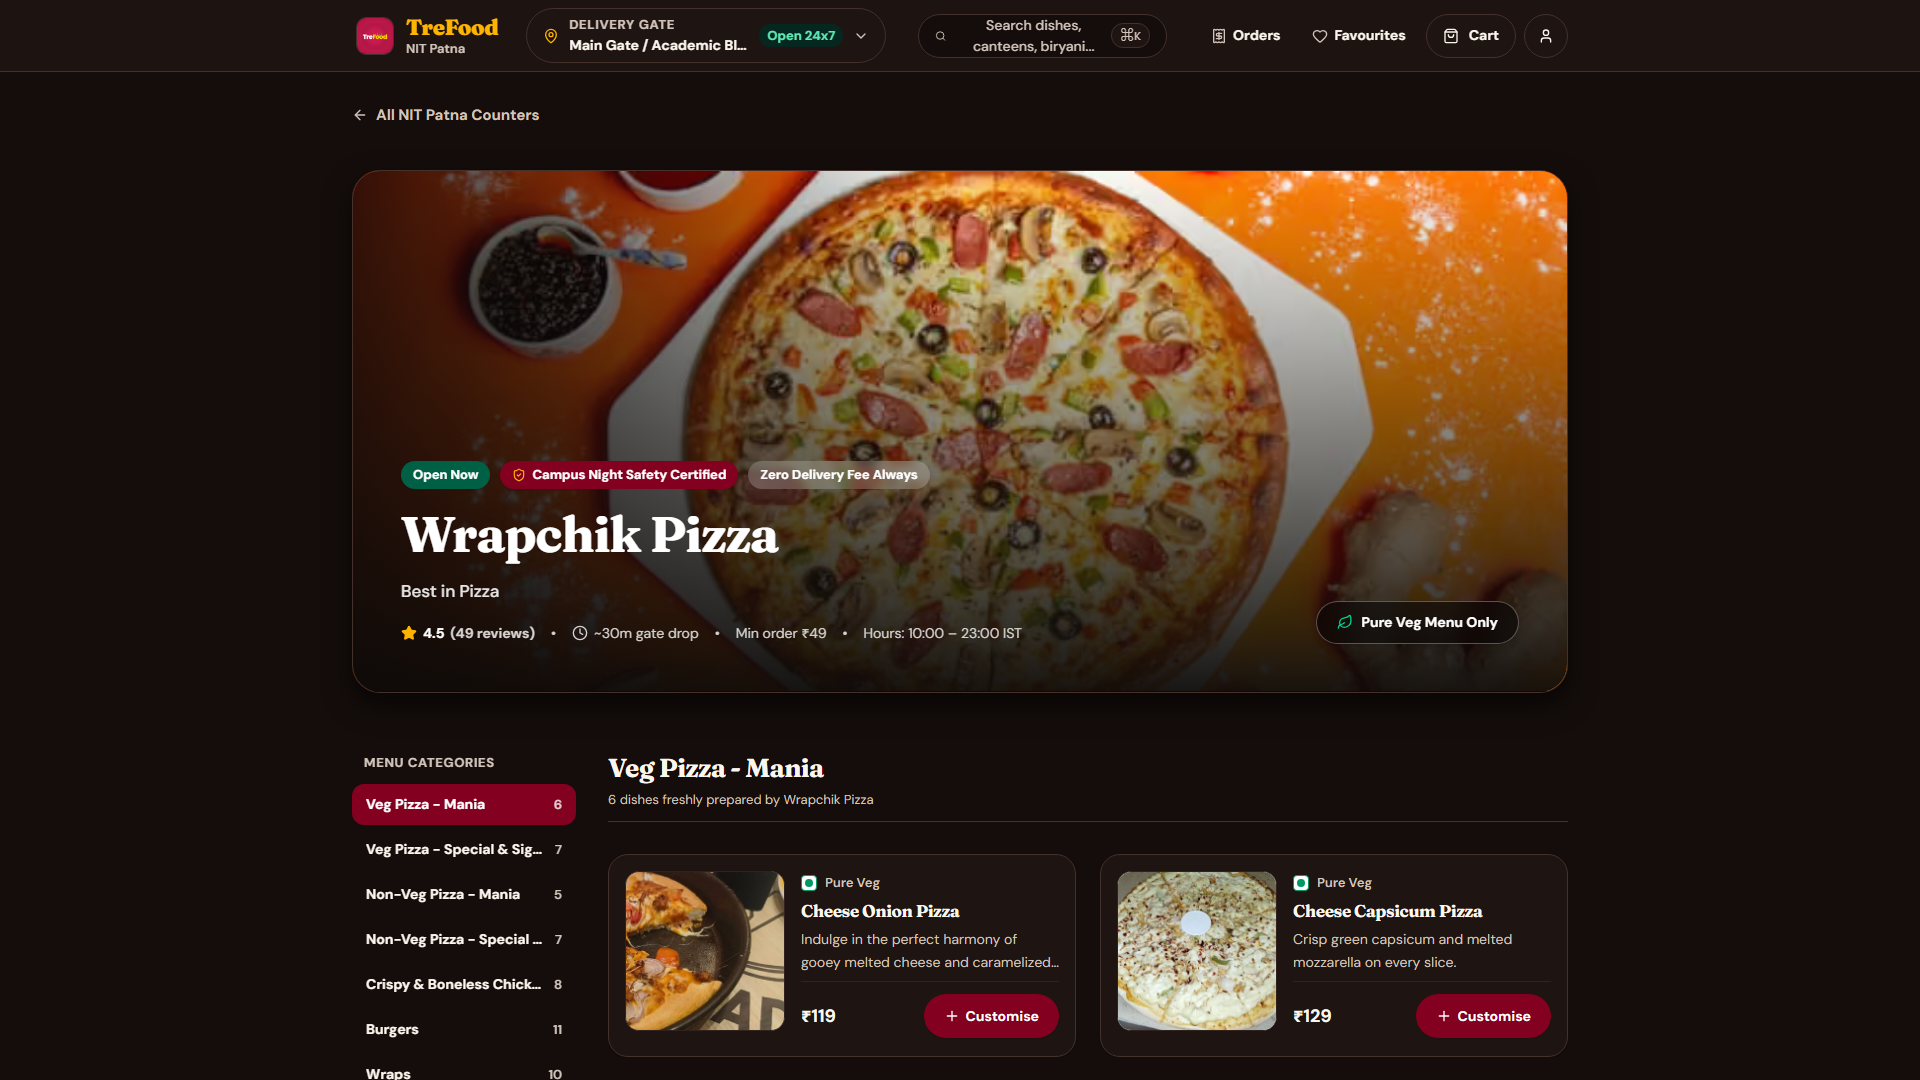 TreFood
TreFood
NIT Patna
DELIVERY GATE
Main Gate / Academic Bl...
Open 24x7
Search dishes,
canteens, biryani...
⌘K
Orders
Favourites
Cart
All NIT Patna Counters
Open Now
Campus Night Safety Certified
Zero Delivery Fee Always
Wrapchik Pizza
Best in Pizza
4.5 (49 reviews) • ~30m gate drop • Min order ₹49 • Hours: 10:00 – 23:00 IST
Pure Veg Menu Only
MENU CATEGORIES
Veg Pizza - Mania 6
Veg Pizza - Special & Sig... 7
Non-Veg Pizza - Mania 5
Non-Veg Pizza - Special ... 7
Crispy & Boneless Chick... 8
Burgers 11
Wraps 10
Veg Pizza - Mania
6 dishes freshly prepared by Wrapchik Pizza
Pure Veg
Cheese Onion Pizza
Indulge in the perfect harmony of
gooey melted cheese and caramelized...
₹119
+ Customise
Pure Veg
Cheese Capsicum Pizza
Crisp green capsicum and melted
mozzarella on every slice.
₹129
+ Customise